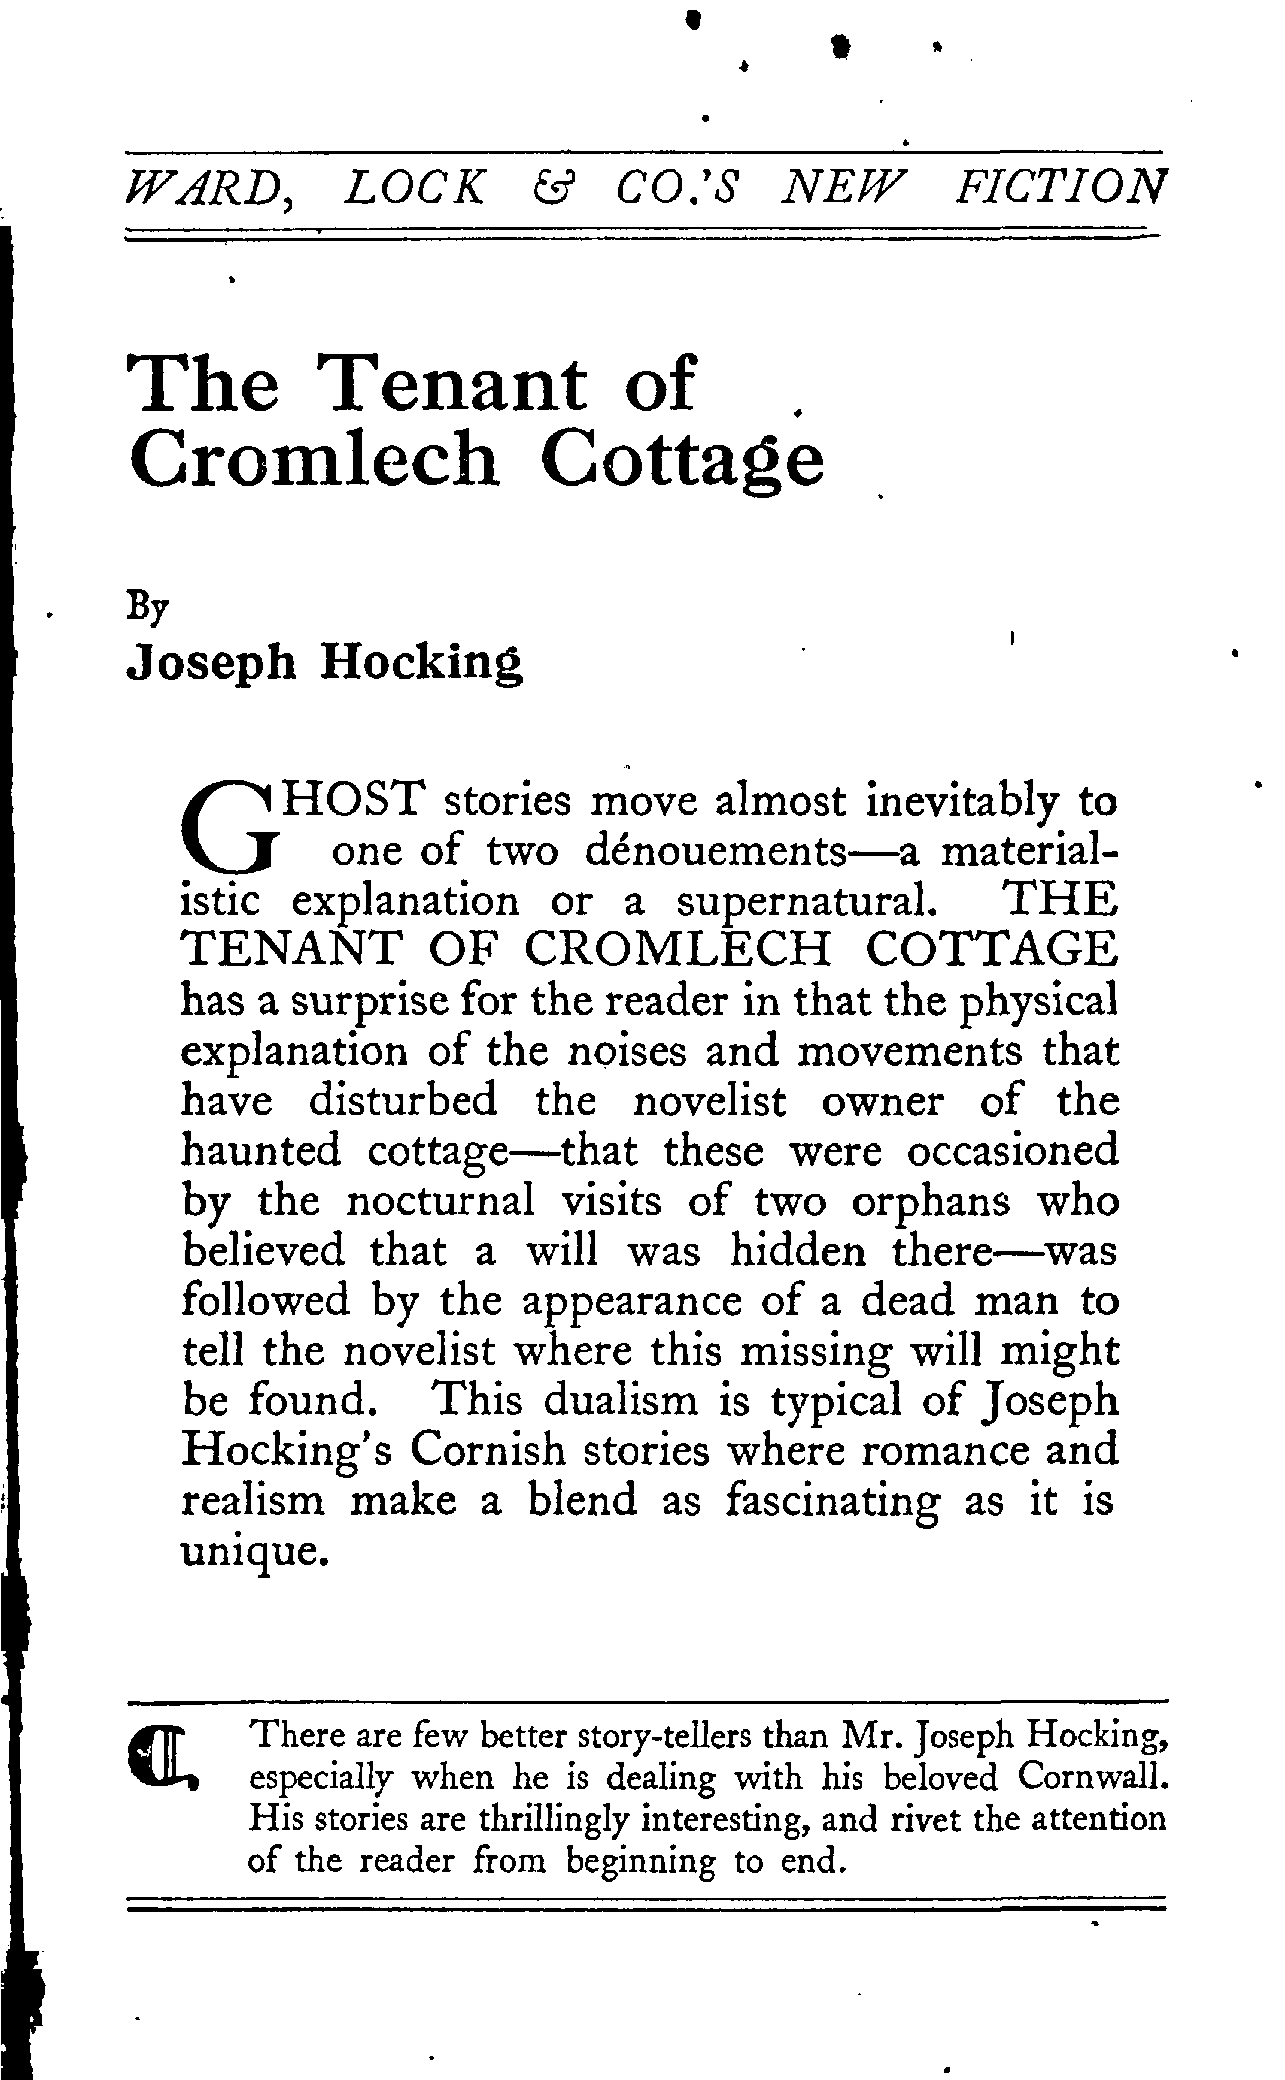 WARD, LOCK & CO.'S NEW FICTION
The Tenant of
Cromlech Cottage
By
Joseph Hocking
GHOST stories move almost inevitably to
one of two dénouements—a material-
istic explanation or a supernatural. THE
TENANT OF CROMLECH COTTAGE
has a surprise for the reader in that the physical
explanation of the noises and movements that
have disturbed the novelist owner of the
haunted cottage—that these were occasioned
by the nocturnal visits of two orphans who
believed that a will was hidden there—was
followed by the appearance of a dead man to
tell the novelist where this missing will might
be found. This dualism is typical of Joseph
Hocking's Cornish stories where romance and
realism make a blend as fascinating as it is
unique.
¶ There are few better story-tellers than Mr. Joseph Hocking,
especially when he is dealing with his beloved Cornwall.
His stories are thrillingly interesting, and rivet the attention
of the reader from beginning to end.